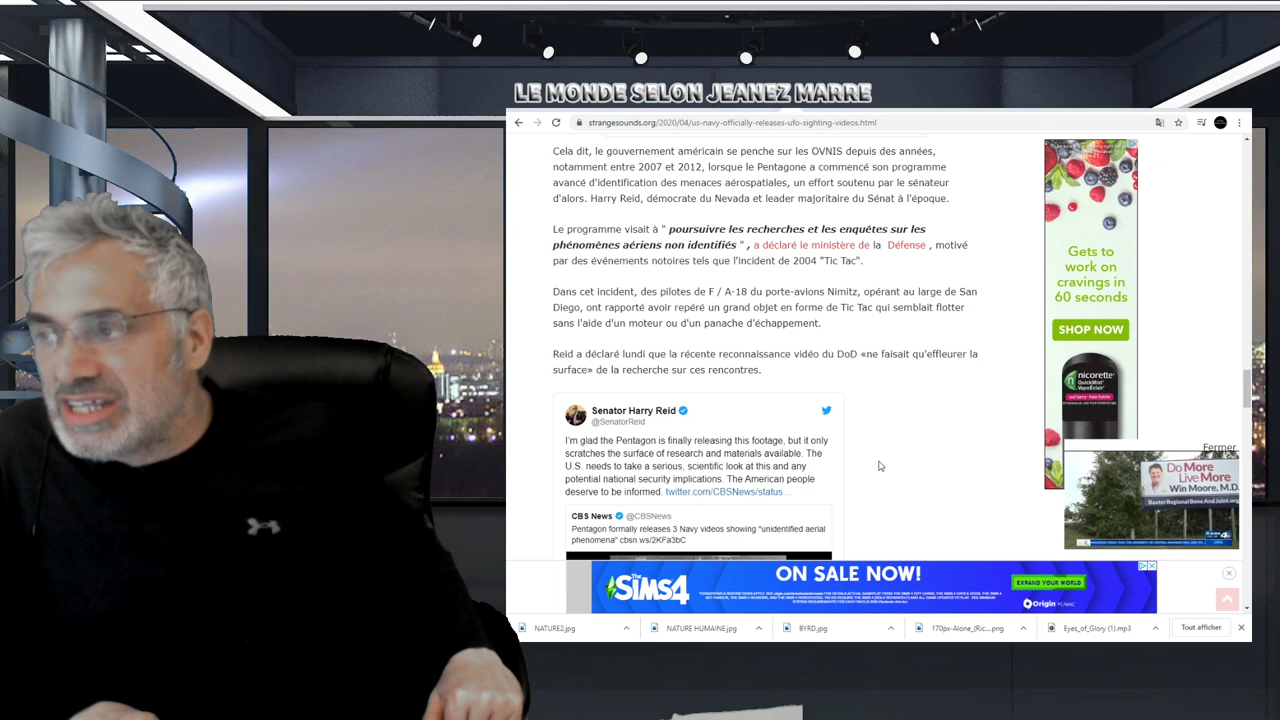 LE MONDE SELON JEANEZ MARRE
strangesounds.org/2020/04/us-navy-officially-releases-ufo-sighting-videos.html
Cela dit, le gouvernement américain se penche sur les OVNIS depuis des années,
notamment entre 2007 et 2012, lorsque le Pentagone a commencé son programme
avancé d'identification des menaces aérospatiales, un effort soutenu par le sénateur
d'alors. Harry Reid, démocrate du Nevada et leader majoritaire du Sénat à l'époque.
Le programme visait à " poursuivre les recherches et les enquêtes sur les
phénomènes aériens non identifiés " , a déclaré le ministère de la Défense , motivé
par des événements notoires tels que l'incident de 2004 "Tic Tac".
Dans cet incident, des pilotes de F / A-18 du porte-avions Nimitz, opérant au large de San
Diego, ont rapporté avoir repéré un grand objet en forme de Tic Tac qui semblait flotter
sans l'aide d'un moteur ou d'un panache d'échappement.
Reid a déclaré lundi que la récente reconnaissance vidéo du DoD «ne faisait qu'effleurer la
surface» de la recherche sur ces rencontres.
Senator Harry Reid
@SenatorReid
I'm glad the Pentagon is finally releasing this footage, but it only
scratches the surface of research and materials available. The
U.S. needs to take a serious, scientific look at this and any
potential national security implications. The American people
deserve to be informed. twitter.com/CBSNews/status…
CBS News @CBSNews
Pentagon formally releases 3 Navy videos showing "unidentified aerial
phenomena" cbsn.ws/2KFa3bC
Gets to
work on
cravings in
60 seconds
SHOP NOW
nicorette
QuickMist
Fermer
Do More
Live More
Win Moore, M.D.
BaxterRegionalBoneAndJoint.org
The SIMS 4
ON SALE NOW!
EXPAND YOUR WORLD
Origin PC/MAC
NATURE2.jpg
NATURE HUMAINE.jpg
BYRD.jpg
170px-Alone_(Ric....png
Eyes_of_Glory (1).mp3
Tout afficher